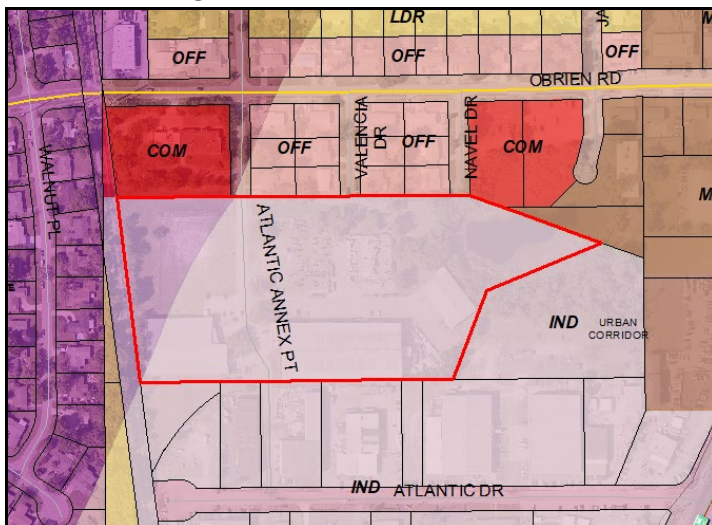 LDR
OFF
OFF
OFF
OBRIEN RD
COM
OFF
VALENCIA
DR
OFF
NAVEL DR
COM
WALNUT PL
ATLANTIC ANNEX PT
IND
URBAN
CORRIDOR
IND
ATLANTIC DR